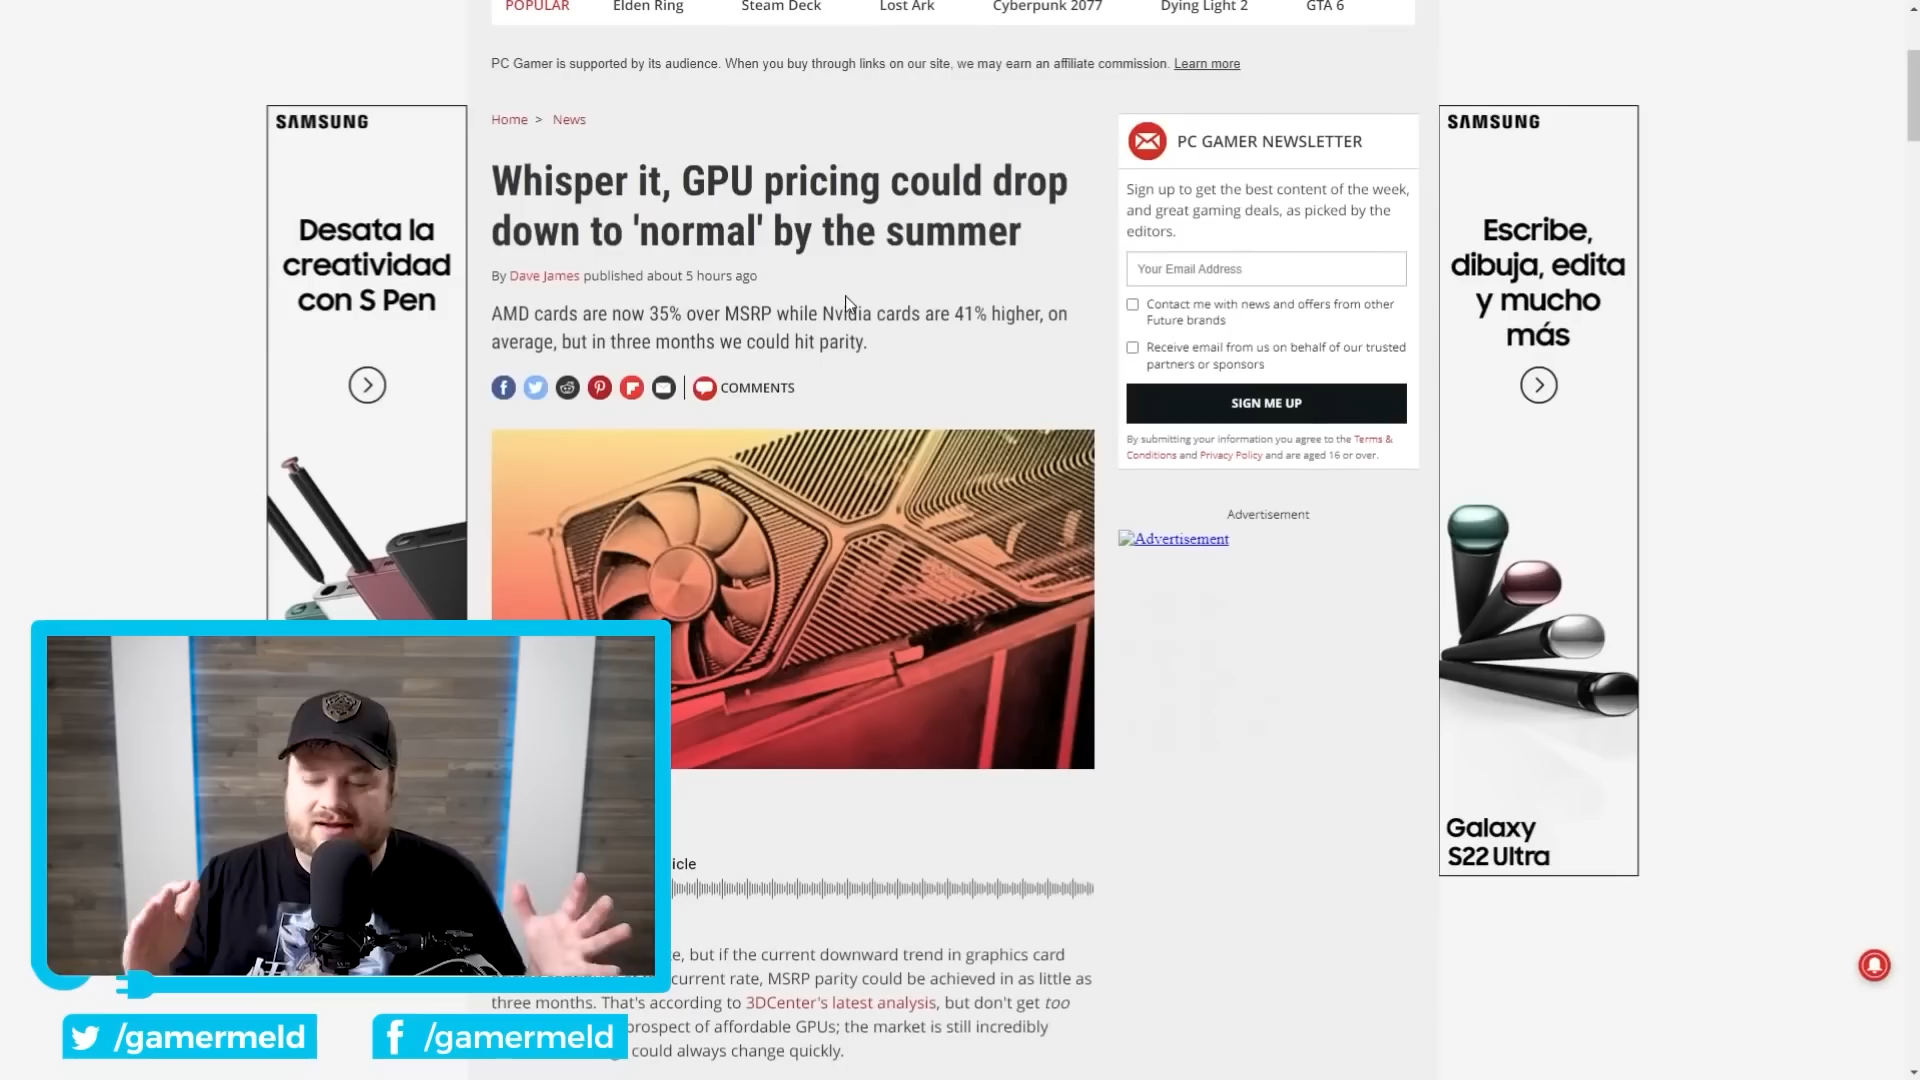 POPULAR Elden Ring Steam Deck Lost Ark Cyberpunk 2077 Dying Light 2 GTA 6
PC Gamer is supported by its audience. When you buy through links on our site, we may earn an affiliate commission. Learn more
SAMSUNG
Desata la
creatividad
con S Pen
Home > News
Whisper it, GPU pricing could drop
down to 'normal' by the summer
By Dave James published about 5 hours ago
AMD cards are now 35% over MSRP while Nvidia cards are 41% higher, on
average, but in three months we could hit parity.
COMMENTS
PC GAMER NEWSLETTER
Sign up to get the best content of the week,
and great gaming deals, as picked by the
editors.
Your Email Address
Contact me with news and offers from other
Future brands
Receive email from us on behalf of our trusted
partners or sponsors
SIGN ME UP
By submitting your information you agree to the Terms &
Conditions and Privacy Policy and are aged 16 or over.
Advertisement
Advertisement
SAMSUNG
Escribe,
dibuja, edita
y mucho
más
Galaxy
S22 Ultra
icle
, but if the current downward trend in graphics card
current rate, MSRP parity could be achieved in as little as
three months. That's according to 3DCenter's latest analysis, but don't get too
prospect of affordable GPUs; the market is still incredibly
could always change quickly.
/gamermeld
/gamermeld